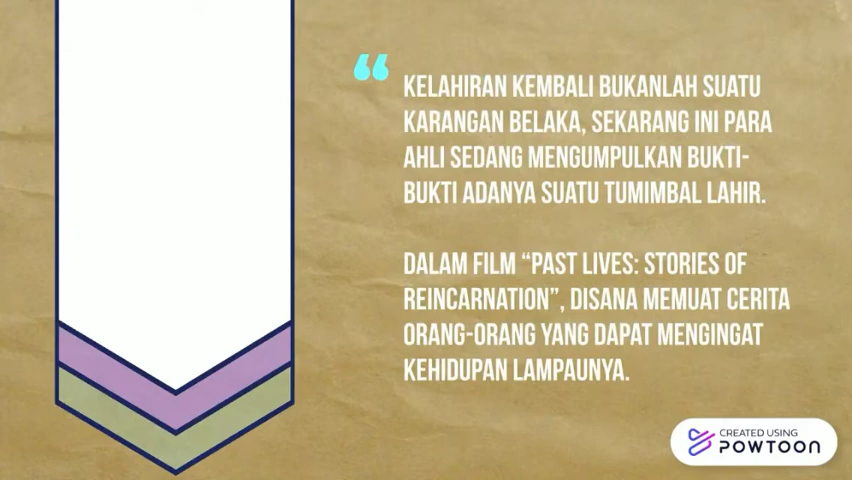 “
KELAHIRAN KEMBALI BUKANLAH SUATU
KARANGAN BELAKA, SEKARANG INI PARA
AHLI SEDANG MENGUMPULKAN BUKTI-
BUKTI ADANYA SUATU TUMIMBAL LAHIR.
DALAM FILM “PAST LIVES: STORIES OF
REINCARNATION”, DISANA MEMUAT CERITA
ORANG-ORANG YANG DAPAT MENGINGAT
KEHIDUPAN LAMPAUNYA.
CREATED USING
POWTOON